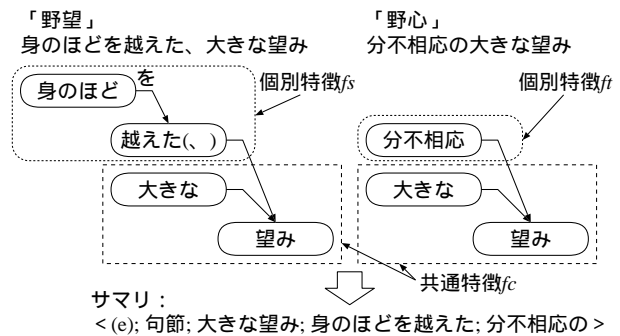 「野望」
身のほどを越えた、大きな望み
「野心」
分不相応の大きな望み
身のほど
を
個別特徴fs
越えた(、)
大きな
望み
個別特徴ft
分不相応
大きな
望み
共通特徴fc
サマリ：
< (e); 句節; 大きな望み; 身のほどを越えた; 分不相応の >